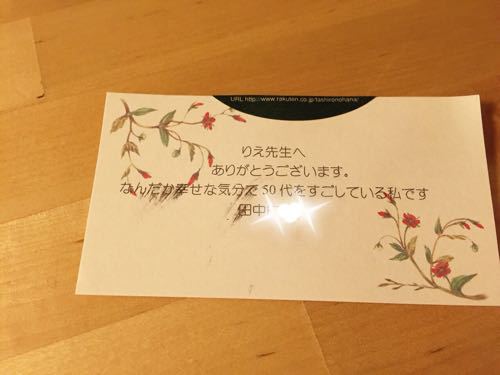 URL http://www.rakuten.co.jp/tashironohana/
りえ先生へ
ありがとうございます。
なんだか幸せな気分で50代をすごしている私です
田中